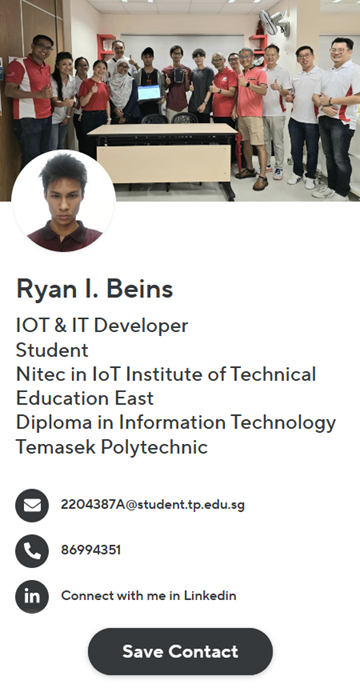 Ryan I. Beins
IOT & IT Developer
Student
Nitec in IoT Institute of Technical
Education East
Diploma in Information Technology
Temasek Polytechnic
2204387A@student.tp.edu.sg
86994351
in
Connect with me in Linkedin
Save Contact